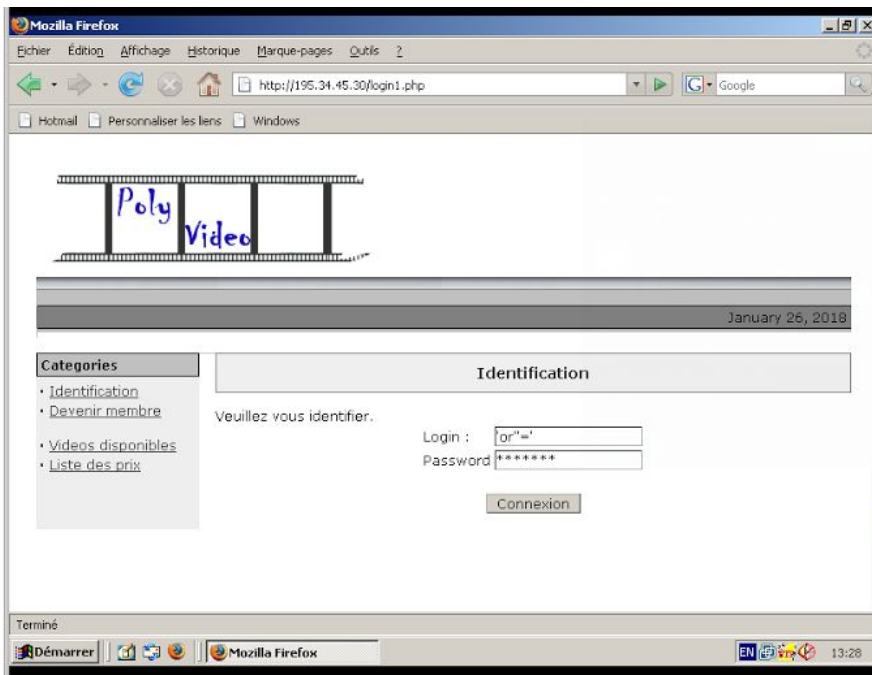 Mozilla Firefox
Fichier Édition Affichage Historique Marque-pages Outils ?
http://195.34.45.30/login1.php
G Google
Hotmail Personnaliser les liens Windows
Poly
Video
January 26, 2018
Categories
• Identification
• Devenir membre
• Videos disponibles
• Liste des prix
Identification
Veuillez vous identifier.
Login : 'or''='
Password *******
Connexion
Terminé
Démarrer Mozilla Firefox EN 13:28